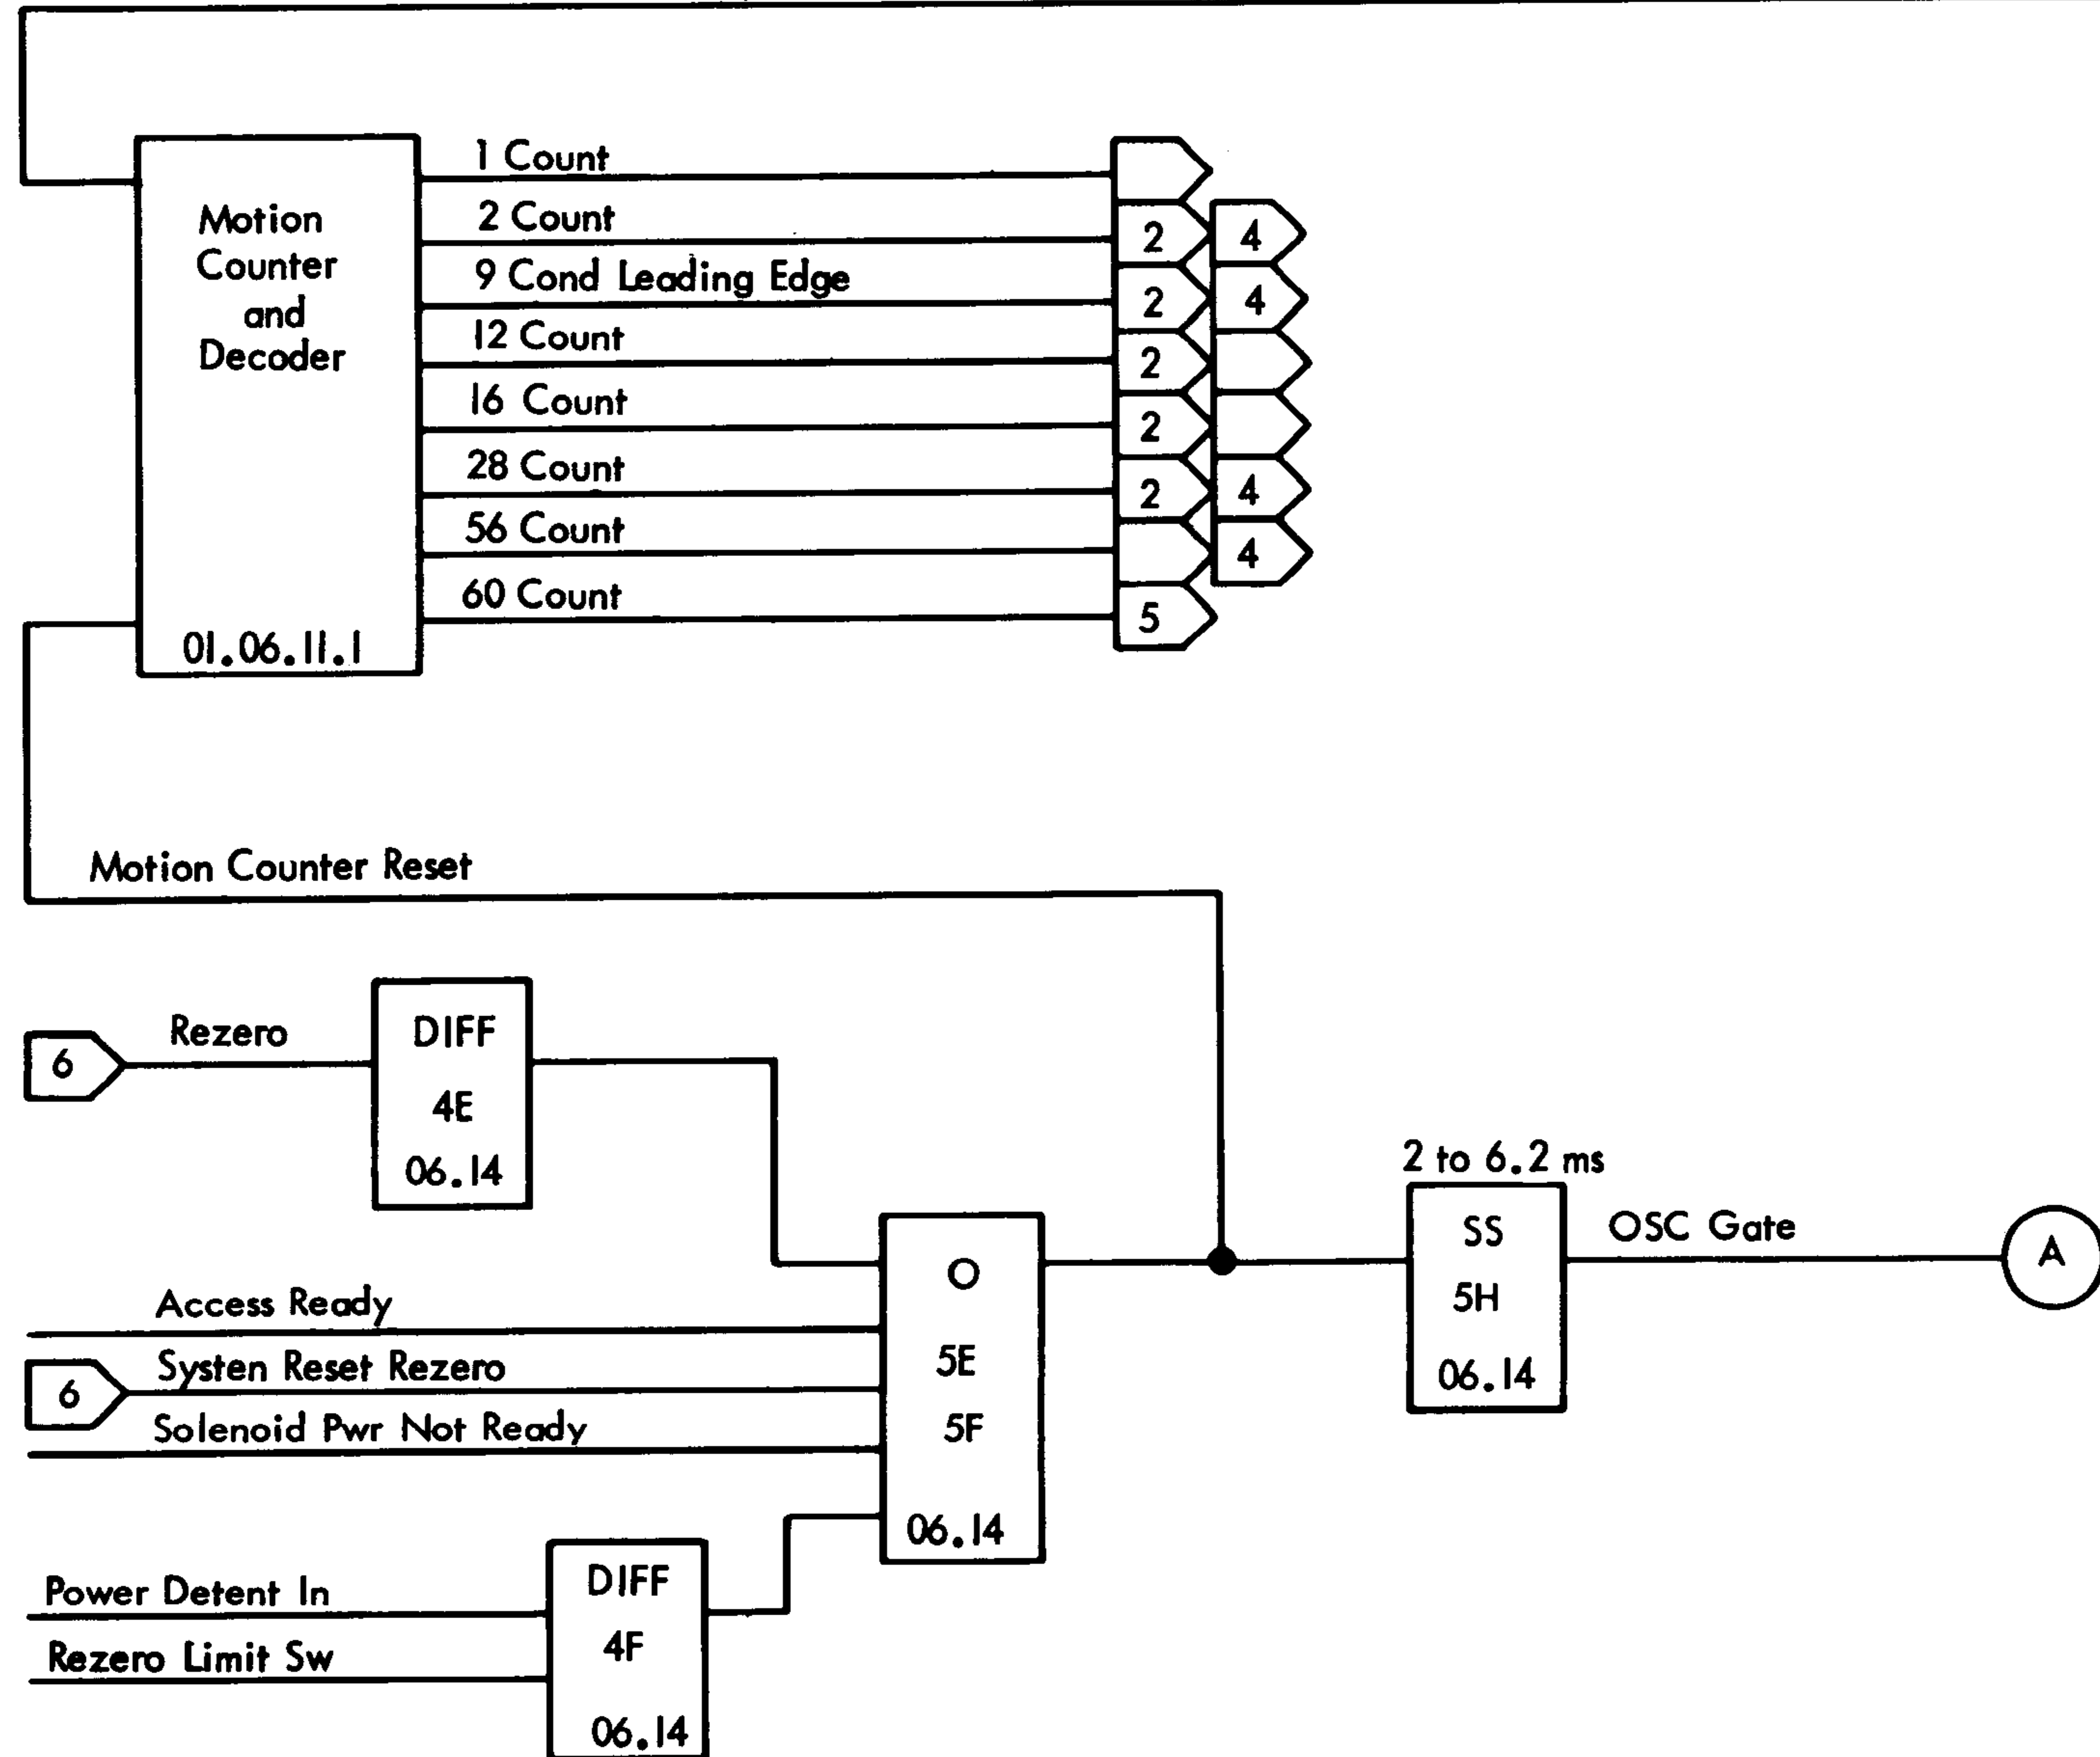 1 Count
2 Count
2 4
9 Cond Leading Edge
2 4
12 Count
2
16 Count
2
28 Count
2 4
56 Count
4
60 Count
5
Motion
Counter
and
Decoder
01.06.11.1
Motion Counter Reset
6
Rezero
DIFF
4E
06.14
Access Ready
6
Systen Reset Rezero
Solenoid Pwr Not Ready
O
5E
5F
06.14
2 to 6.2 ms
SS
5H
06.14
OSC Gate
A
Power Detent In
Rezero Limit Sw
DIFF
4F
06.14